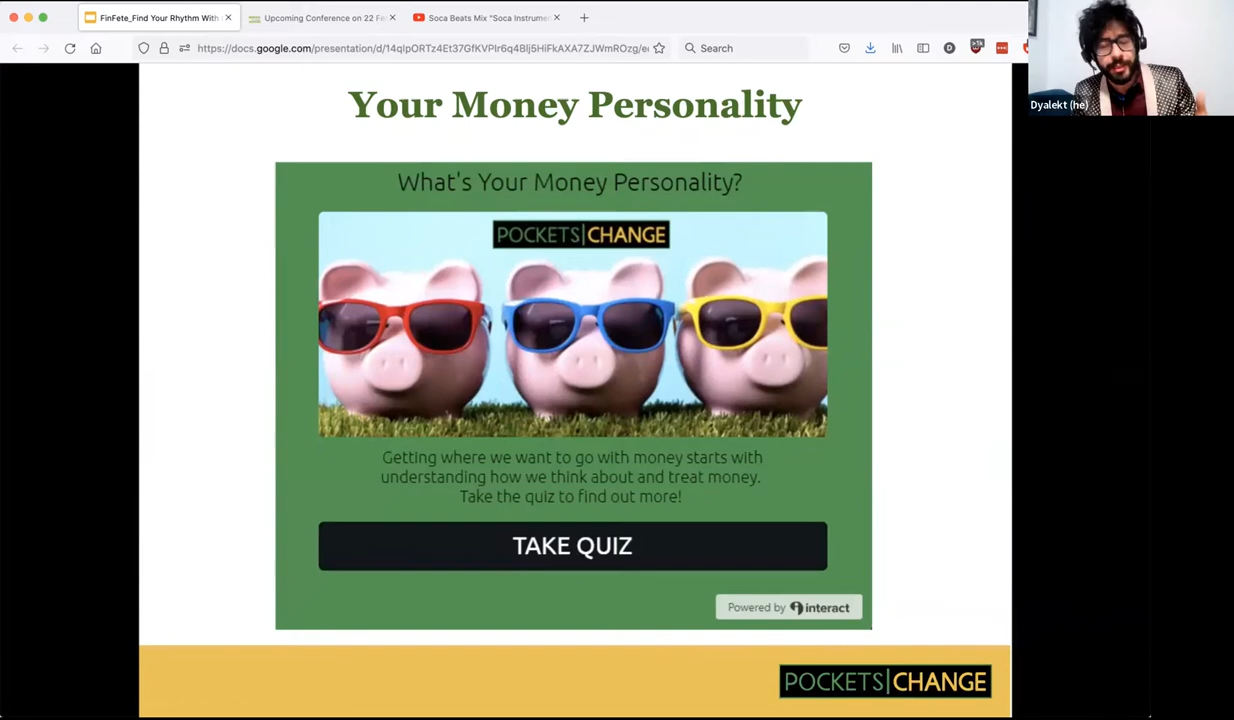 FinFete_Find Your Rhythm With
Upcoming Conference on 22 Fe
Soca Beats Mix "Soca Instrumen
https://docs.google.com/presentation/d/14qlpORTz4Et37GfKVPIr6q4Blj5HiFkAXA7ZJWmROzg/e
Search
D
>1k
Dyalekt (he)
Your Money Personality
What's Your Money Personality?
POCKETS|CHANGE
Getting where we want to go with money starts with
understanding how we think about and treat money.
Take the quiz to find out more!
TAKE QUIZ
Powered by interact
POCKETS|CHANGE